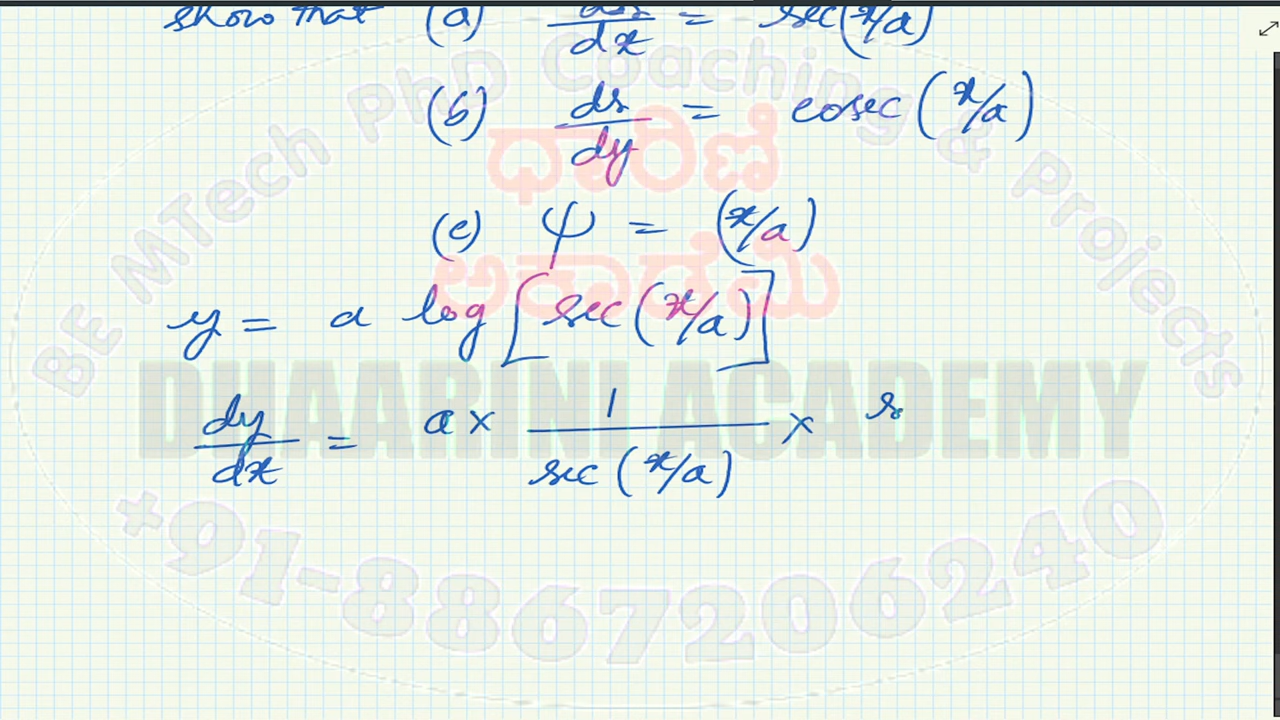 show that (a) ds/dx = sec(x/a)
(b) ds/dy = cosec (x/a)
(c) ψ = (x/a)
y = a log [sec(x/a)]
dy/dx = a × 1/sec(x/a) × s
BE MTech PhD Coaching & Projects
ಧಾರಿಣಿ
ಅಕಾಡೆಮಿ
DHAARINI ACADEMY
+91-8867206240